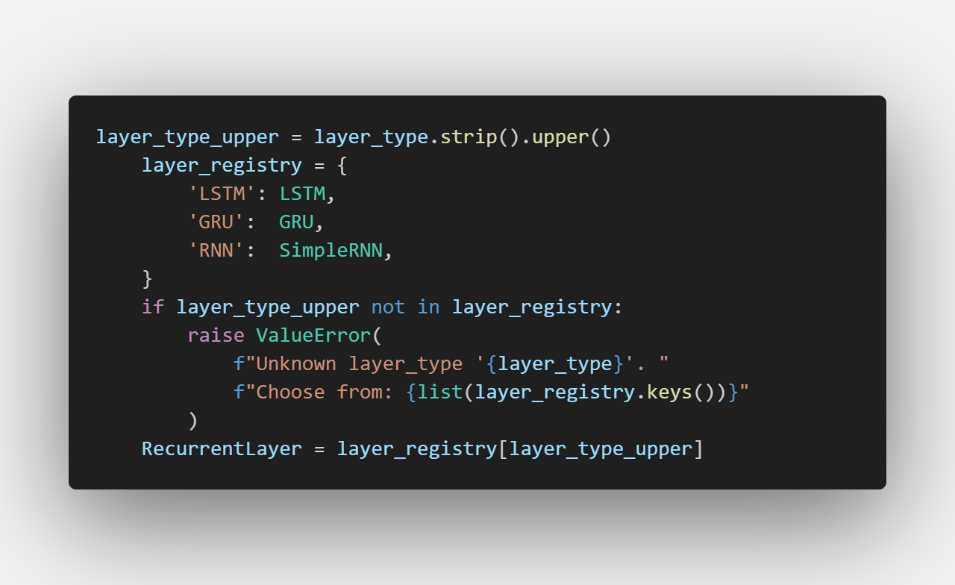 layer_type_upper = layer_type.strip().upper()
    layer_registry = {
        'LSTM': LSTM,
        'GRU':  GRU,
        'RNN':  SimpleRNN,
    }
    if layer_type_upper not in layer_registry:
        raise ValueError(
            f"Unknown layer_type '{layer_type}'. "
            f"Choose from: {list(layer_registry.keys())}"
        )
    RecurrentLayer = layer_registry[layer_type_upper]